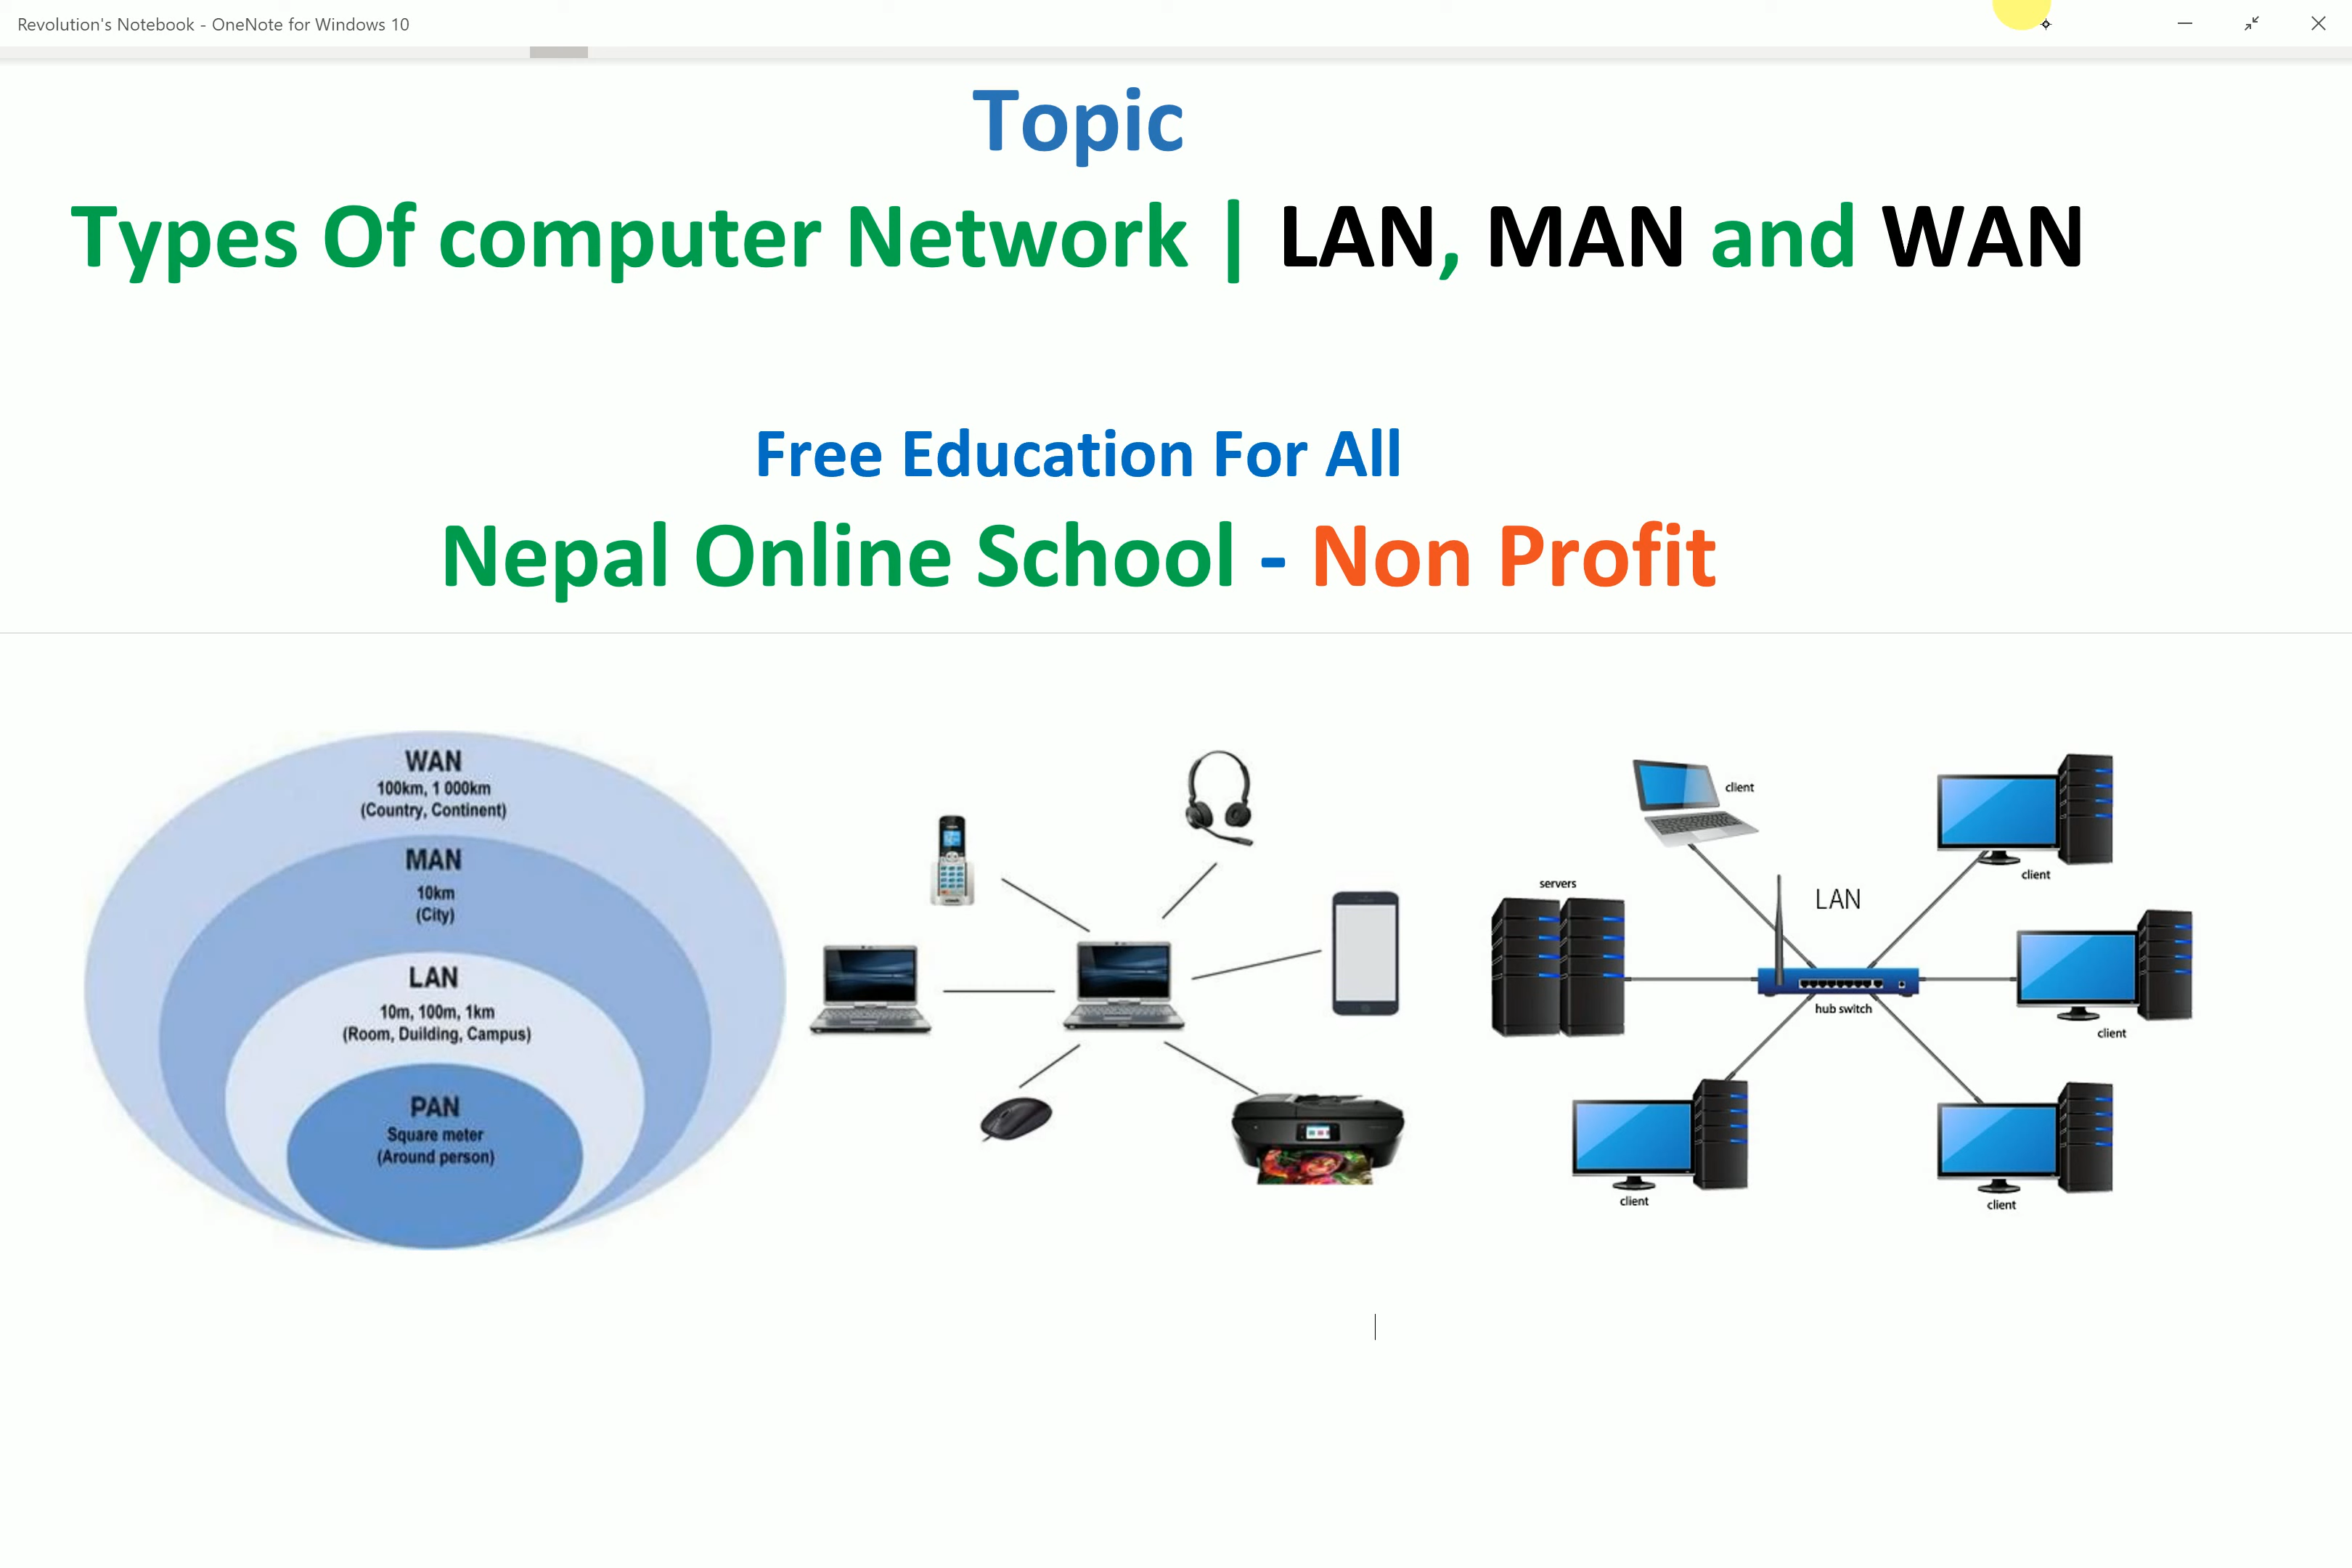 Revolution's Notebook - OneNote for Windows 10
Topic
Types Of computer Network | LAN, MAN and WAN
Free Education For All
Nepal Online School - Non Profit
WAN
100km, 1 000km
(Country, Continent)
MAN
10km
(City)
LAN
10m, 100m, 1km
(Room, Duilding, Campus)
PAN
Square meter
(Around person)
client
client
servers
LAN
hub switch
client
client
client